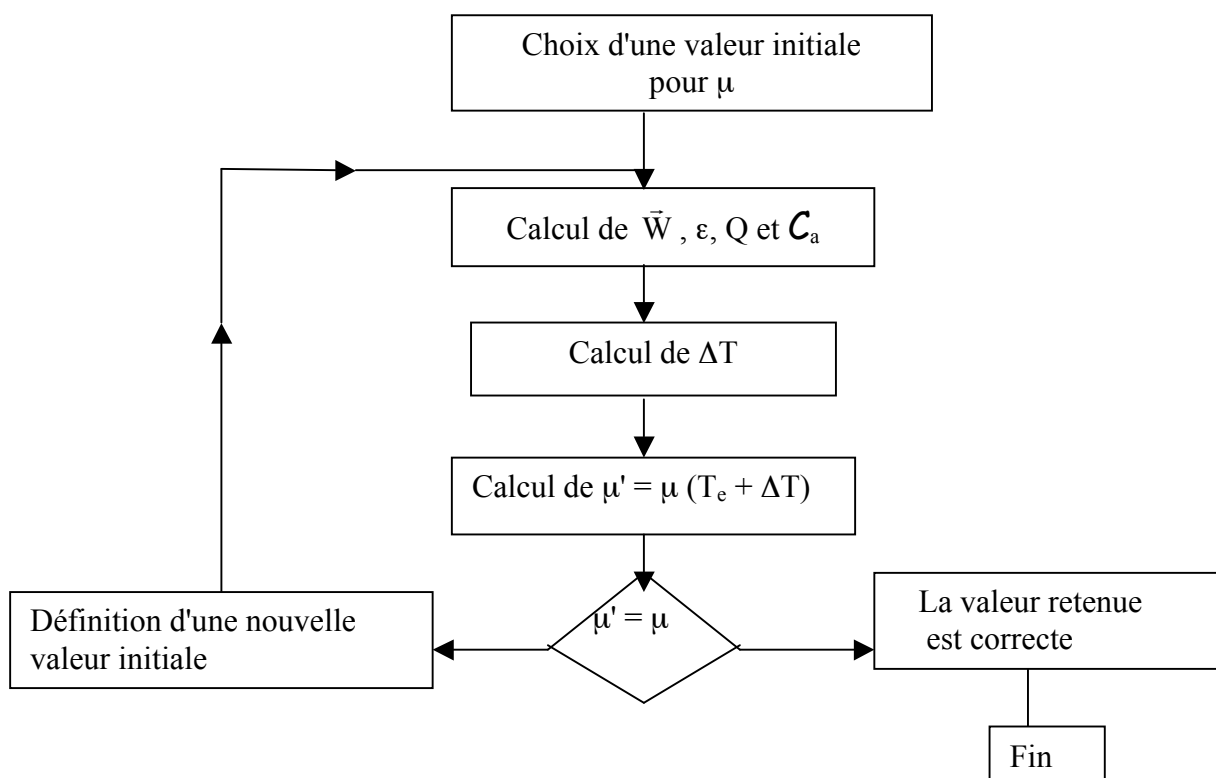 Choix d'une valeur initiale
pour μ
Calcul de W⃗ , ε, Q et 𝒞ₐ
Calcul de ΔT
Calcul de μ' = μ (Tₑ + ΔT)
μ' = μ
Définition d'une nouvelle
valeur initiale
La valeur retenue
est correcte
Fin